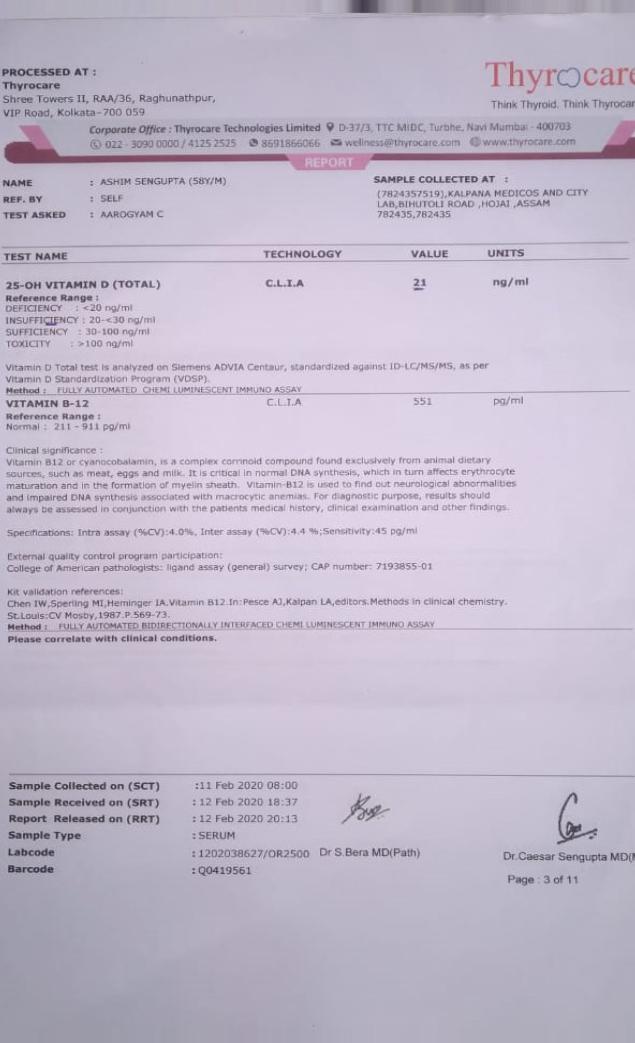 PROCESSED AT :
Thyrocare
Shree Towers II, RAA/36, Raghunathpur,
VIP Road, Kolkata-700 059
Thyrocare
Think Thyroid. Think Thyrocar
Corporate Office : Thyrocare Technologies Limited D-37/3, TTC MIDC, Turbhe, Navi Mumbai - 400703
022 - 3090 0000 / 4125 2525 8691866066 wellness@thyrocare.com www.thyrocare.com
REPORT
NAME : ASHIM SENGUPTA (58Y/M)
REF. BY : SELF
TEST ASKED : AAROGYAM C
SAMPLE COLLECTED AT :
(7824357519),KALPANA MEDICOS AND CITY
LAB,BIHUTOLI ROAD ,HOJAI ,ASSAM
782435,782435
TEST NAME TECHNOLOGY VALUE UNITS
25-OH VITAMIN D (TOTAL) C.L.I.A 21 ng/ml
Reference Range :
DEFICIENCY : <20 ng/ml
INSUFFICIENCY : 20-<30 ng/ml
SUFFICIENCY : 30-100 ng/ml
TOXICITY : >100 ng/ml
Vitamin D Total test is analyzed on Siemens ADVIA Centaur, standardized against ID-LC/MS/MS, as per
Vitamin D Standardization Program (VDSP).
Method : FULLY AUTOMATED CHEMI LUMINESCENT IMMUNO ASSAY
VITAMIN B-12 C.L.I.A 551 pg/ml
Reference Range :
Normal : 211 - 911 pg/ml
Clinical significance :
Vitamin B12 or cyanocobalamin, is a complex corrinoid compound found exclusively from animal dietary
sources, such as meat, eggs and milk. It is critical in normal DNA synthesis, which in turn affects erythrocyte
maturation and in the formation of myelin sheath. Vitamin-B12 is used to find out neurological abnormalities
and impaired DNA synthesis associated with macrocytic anemias. For diagnostic purpose, results should
always be assessed in conjunction with the patients medical history, clinical examination and other findings.
Specifications: Intra assay (%CV):4.0%, Inter assay (%CV):4.4 %;Sensitivity:45 pg/ml
External quality control program participation:
College of American pathologists: ligand assay (general) survey; CAP number: 7193855-01
Kit validation references:
Chen IW,Sperling MI,Heminger IA.Vitamin B12.In:Pesce AJ,Kalpan LA,editors.Methods in clinical chemistry.
St.Louis:CV Mosby,1987.P.569-73.
Method : FULLY AUTOMATED BIDIRECTIONALLY INTERFACED CHEMI LUMINESCENT IMMUNO ASSAY
Please correlate with clinical conditions.
Sample Collected on (SCT) :11 Feb 2020 08:00
Sample Received on (SRT) : 12 Feb 2020 18:37
Report Released on (RRT) : 12 Feb 2020 20:13
Sample Type : SERUM
Labcode : 1202038627/OR2500 Dr S.Bera MD(Path) Dr.Caesar Sengupta MD(
Barcode : Q0419561
Page : 3 of 11